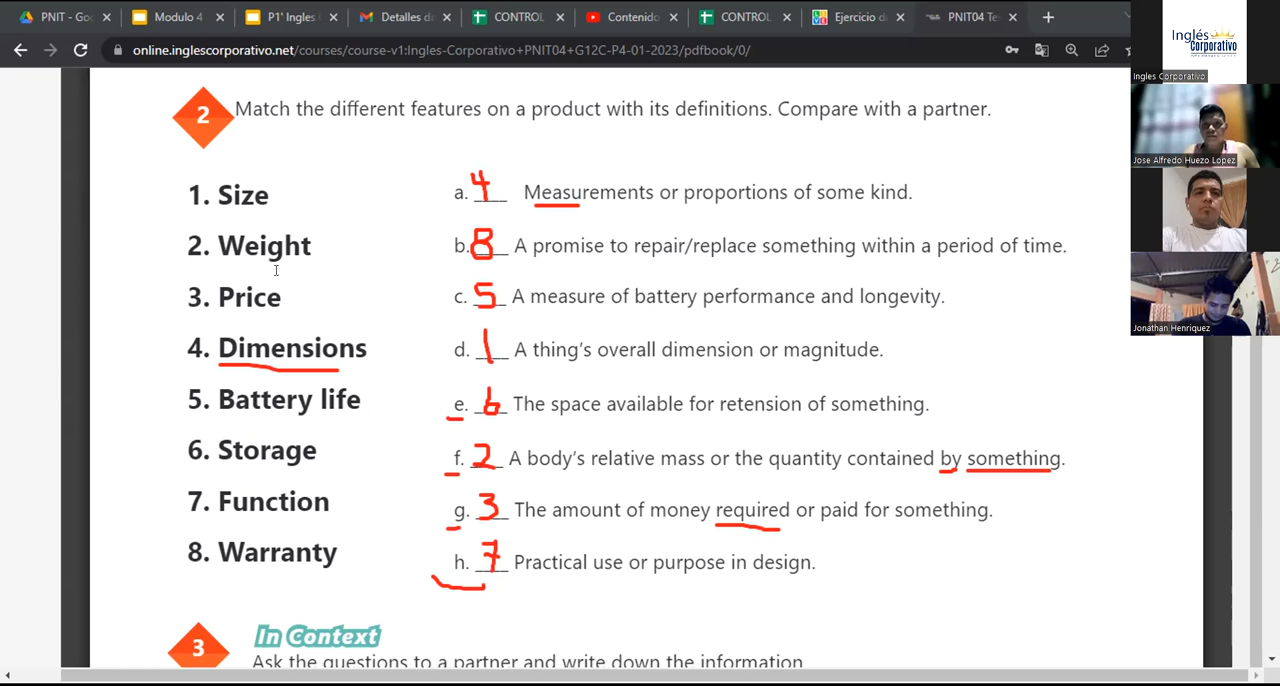 PNIT - Goo
Modulo 4
P1' Ingles C
Detalles de
CONTROL
Contenido
CONTROL
Ejercicio de
PNIT04 Te
online.inglescorporativo.net/courses/course-v1:Ingles-Corporativo+PNIT04+G12C-P4-01-2023/pdfbook/0/
Inglés
Corporativo
Ingles Corporativo
Jose Alfredo Huezo Lopez
Jonathan Henriquez
2 Match the different features on a product with its definitions. Compare with a partner.
1. Size a. 4 Measurements or proportions of some kind.
2. Weight b. 8 A promise to repair/replace something within a period of time.
3. Price c. 5 A measure of battery performance and longevity.
4. Dimensions d. 1 A thing's overall dimension or magnitude.
5. Battery life e. 6 The space available for retension of something.
6. Storage f. 2 A body's relative mass or the quantity contained by something.
7. Function g. 3 The amount of money required or paid for something.
8. Warranty h. 7 Practical use or purpose in design.
3 In Context
Ask the questions to a partner and write down the information